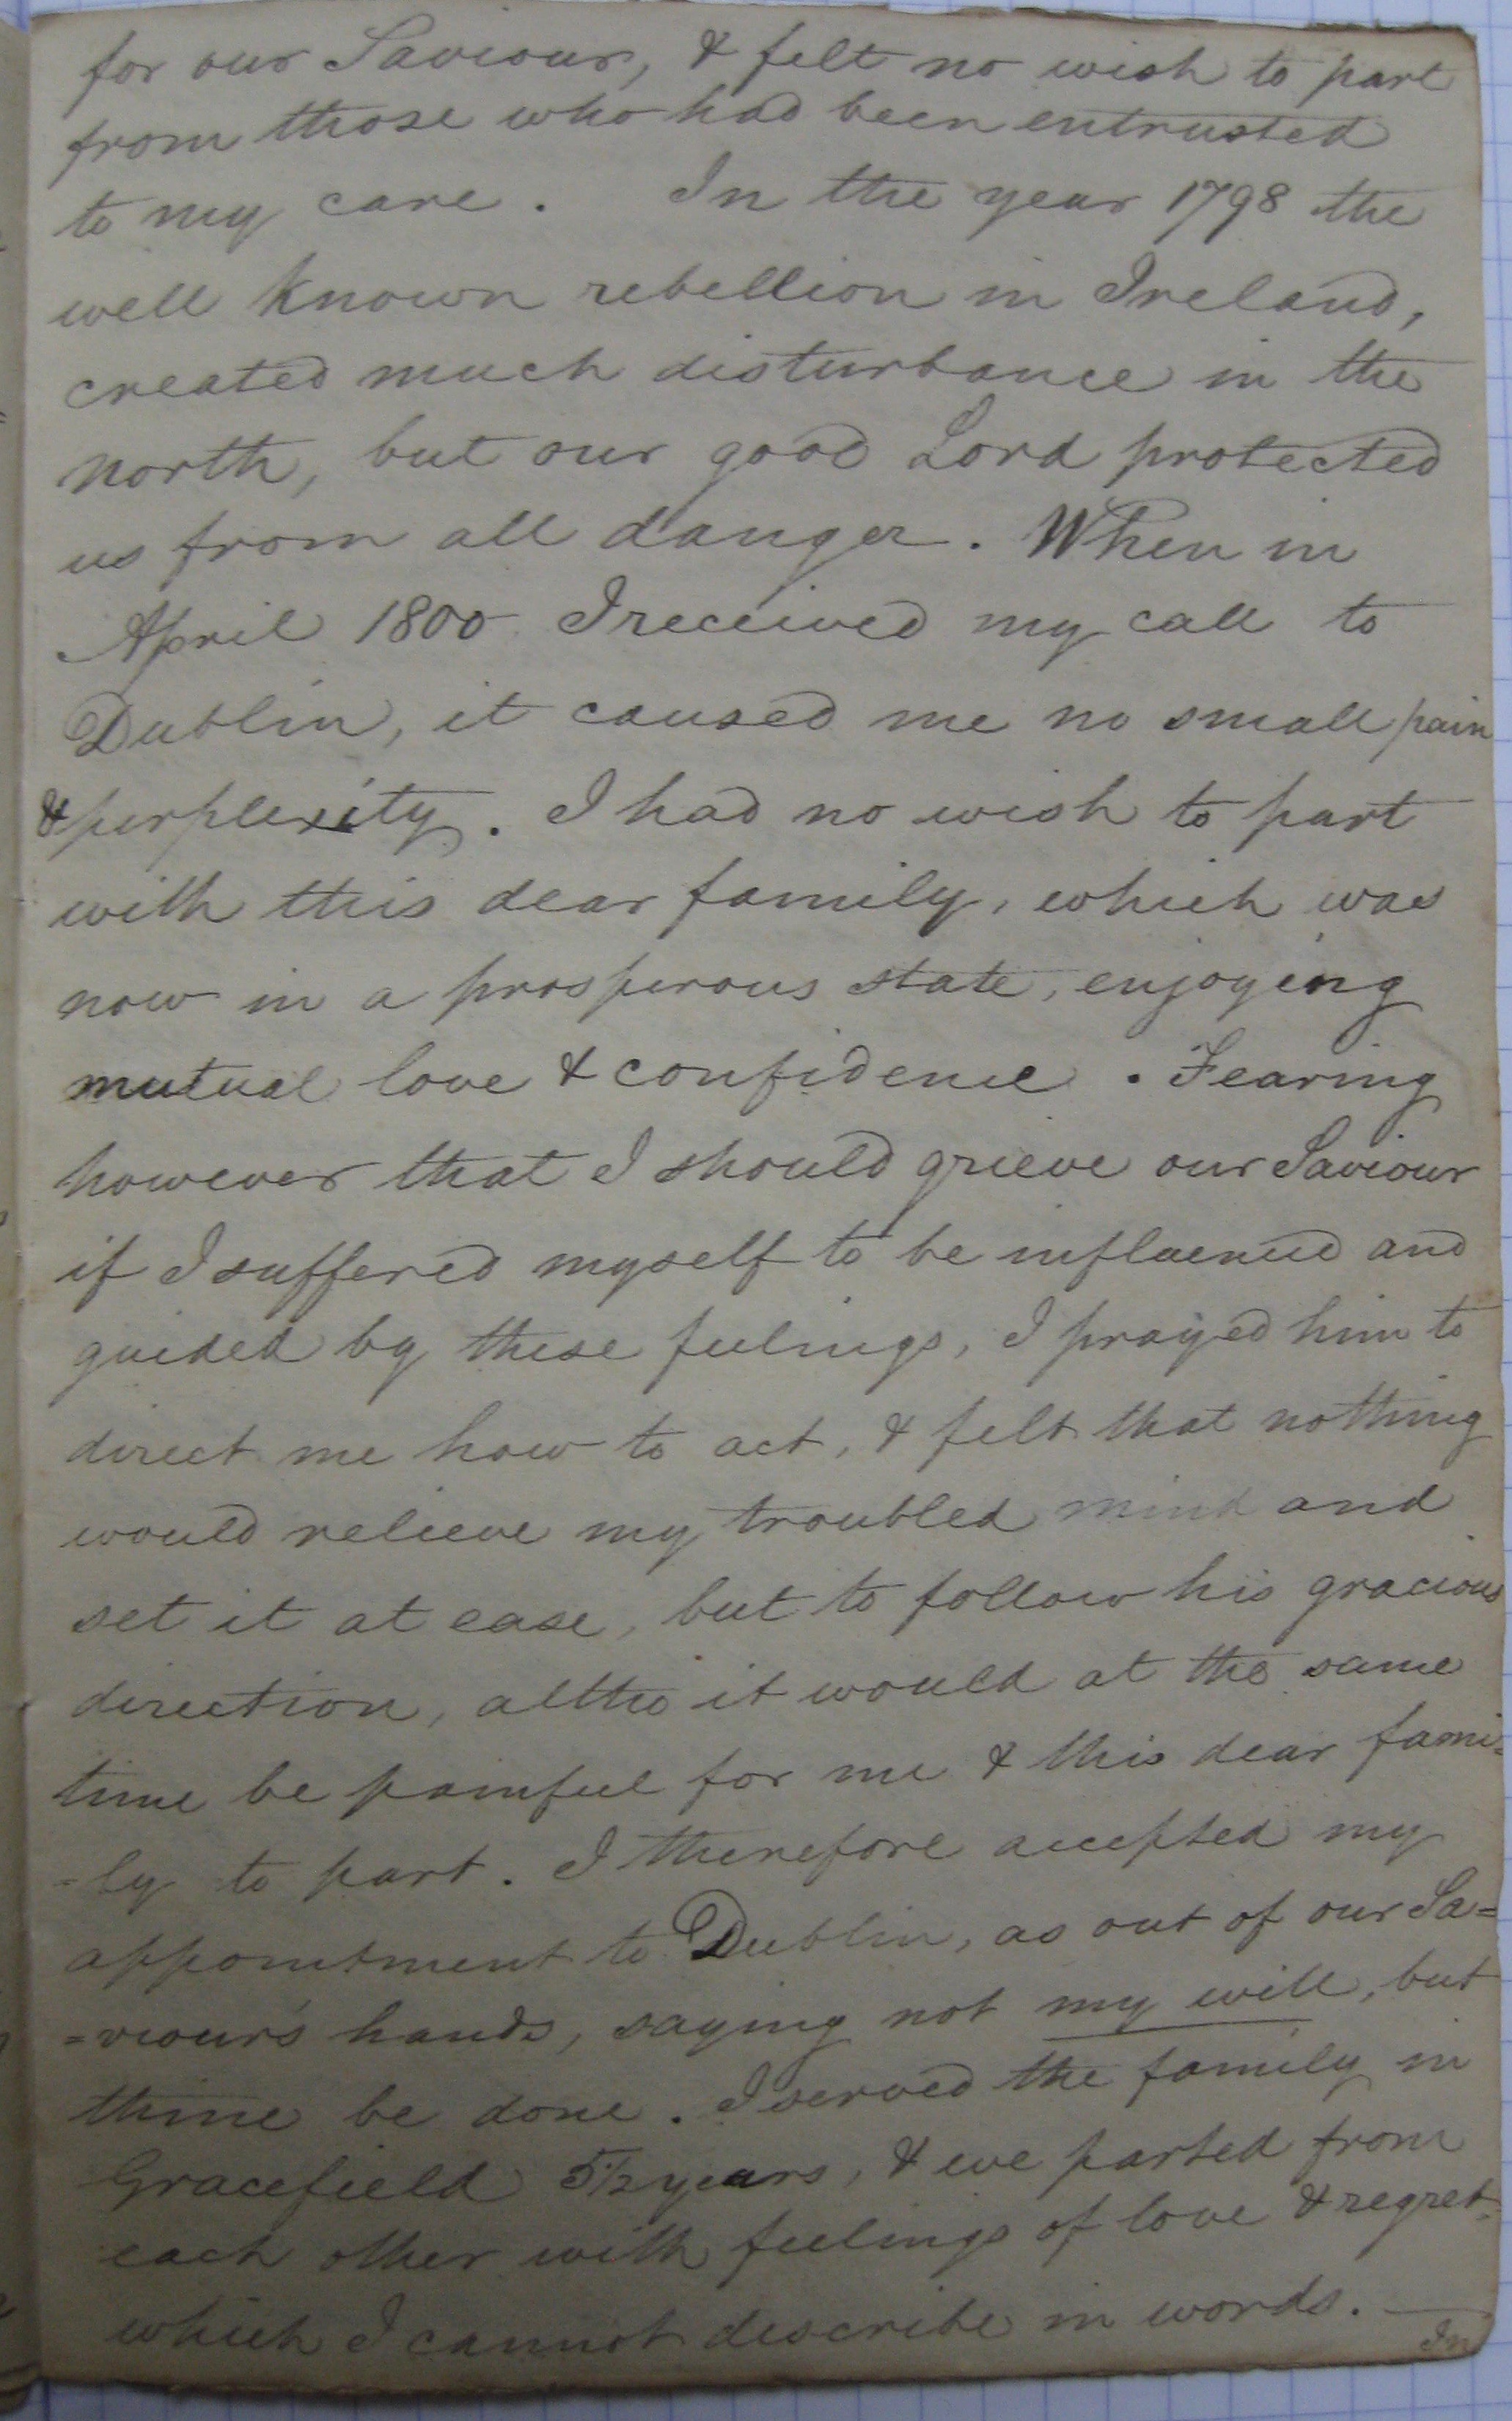 for our Saviour, & felt no wish to part
from those who had been entrusted
to my care. In the year 1798 the
well known rebellion in Ireland,
created much disturbance in the
north, but our good Lord protected
us from all danger. When in
April 1800 I received my call to
Dublin, it caused me no small pain
& perplexity. I had no wish to part
with this dear family, which was
now in a prosperous state, enjoying
mutual love & confidence. Fearing
however that I should grieve our Saviour
if I suffered myself to be influenced and
guided by these feelings, I prayed him to
direct me how to act, & felt that nothing
would relieve my troubled mind and
set it at ease, but to follow his gracious
direction, altho it would at the same
time be painful for me & this dear fami=
=ly to part. I therefore accepted my
appointment to Dublin, as out of our Sa=
=viour's hands, saying not my will, but
thine be done. I served the family in
Gracefield 5 1/2 years, & we parted from
each other with feelings of love & regret
which I cannot describe in words. —
In